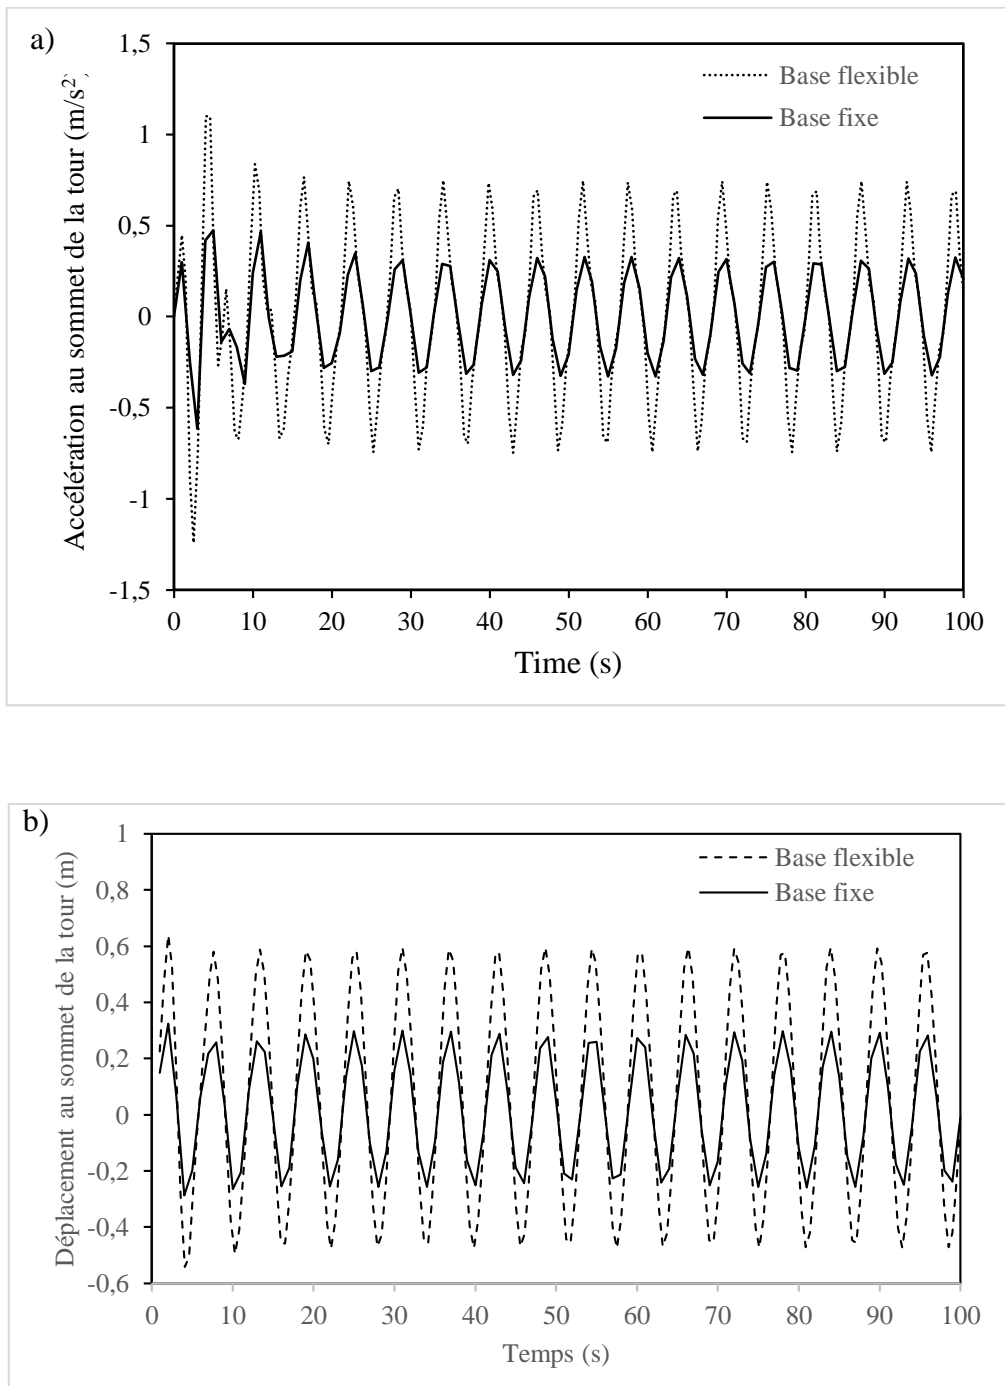 a)
Accélération au sommet de la tour (m/s²)
1,5
1
0,5
0
-0,5
-1
-1,5
Base flexible
Base fixe
0 10 20 30 40 50 60 70 80 90 100
Time (s)
b)
Déplacement au sommet de la tour (m)
1
0,8
0,6
0,4
0,2
0
-0,2
-0,4
-0,6
Base flexible
Base fixe
0 10 20 30 40 50 60 70 80 90 100
Temps (s)